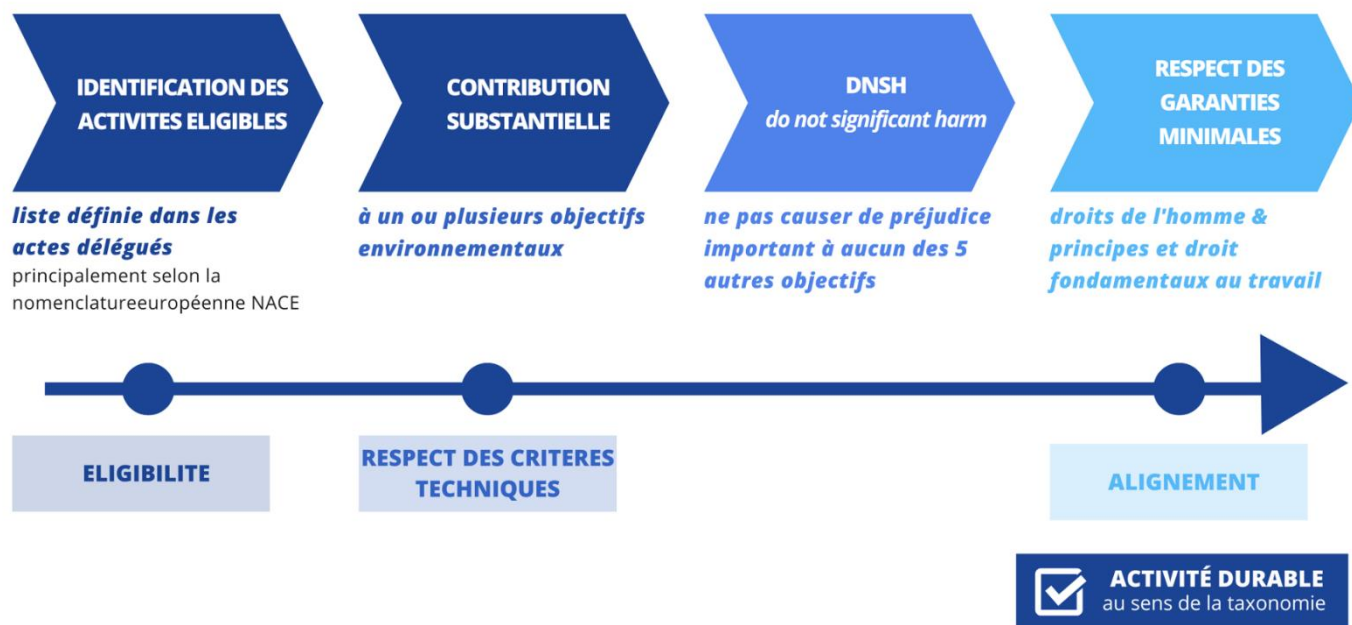 IDENTIFICATION DES
ACTIVITES ELIGIBLES
CONTRIBUTION
SUBSTANTIELLE
DNSH
do not significant harm
RESPECT DES
GARANTIES
MINIMALES
liste définie dans les
actes délégués
principalement selon la
nomenclatureeuropéenne NACE
à un ou plusieurs objectifs
environnementaux
ne pas causer de préjudice
important à aucun des 5
autres objectifs
droits de l'homme &
principes et droit
fondamentaux au travail
ELIGIBILITE
RESPECT DES CRITERES
TECHNIQUES
ALIGNEMENT
ACTIVITÉ DURABLE
au sens de la taxonomie